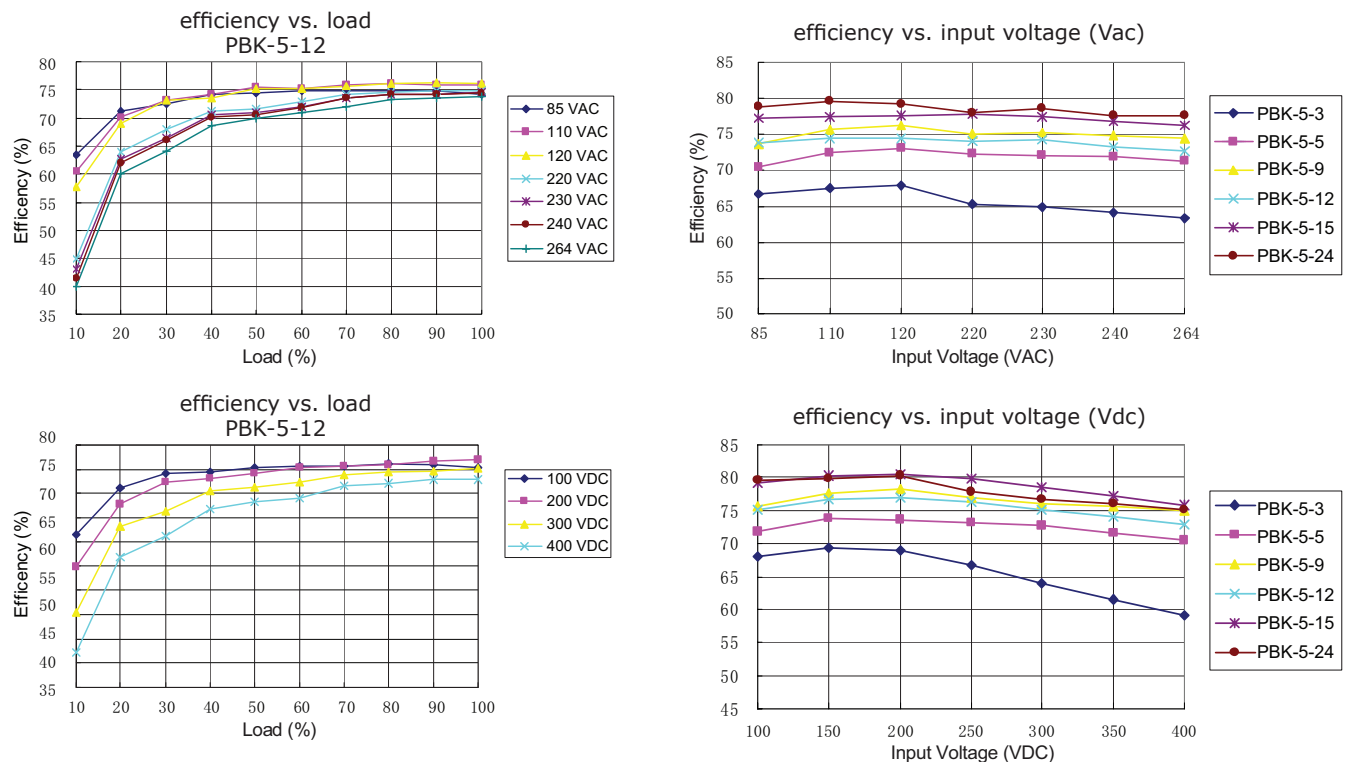 efficiency vs. load
PBK-5-12
80
75
70
65
60
55
50
45
40
35
Efficency (%)
10 20 30 40 50 60 70 80 90 100
Load (%)
85 VAC
110 VAC
120 VAC
220 VAC
230 VAC
240 VAC
264 VAC
efficiency vs. input voltage (Vac)
85
80
75
70
65
60
55
50
Efficiency (%)
85 110 120 220 230 240 264
Input Voltage (VAC)
PBK-5-3
PBK-5-5
PBK-5-9
PBK-5-12
PBK-5-15
PBK-5-24
efficiency vs. load
PBK-5-12
80
75
70
65
60
55
50
45
40
35
Efficency (%)
10 20 30 40 50 60 70 80 90 100
Load (%)
100 VDC
200 VDC
300 VDC
400 VDC
efficiency vs. input voltage (Vdc)
85
80
75
70
65
60
55
50
45
Efficiency (%)
100 150 200 250 300 350 400
Input Voltage (VDC)
PBK-5-3
PBK-5-5
PBK-5-9
PBK-5-12
PBK-5-15
PBK-5-24